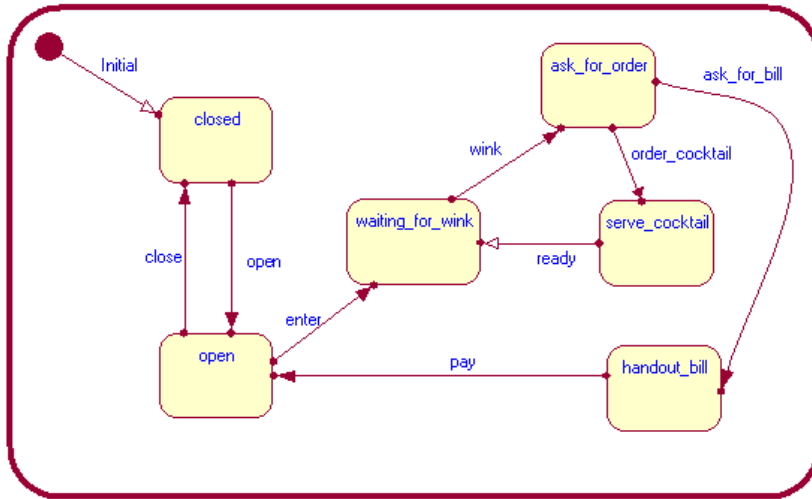 Initial
ask_for_order
ask_for_bill
closed
wink
order_cocktail
waiting_for_wink
serve_cocktail
close
open
ready
enter
open
pay
handout_bill